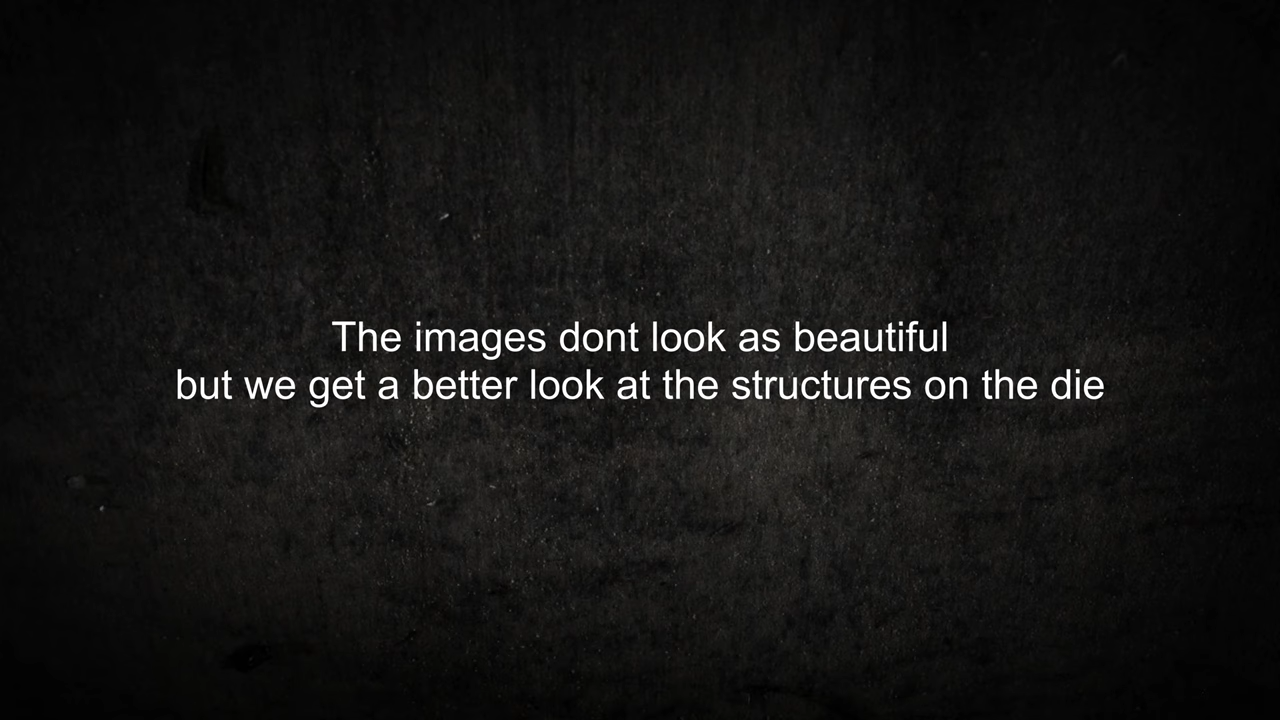 The images dont look as beautiful
but we get a better look at the structures on the die